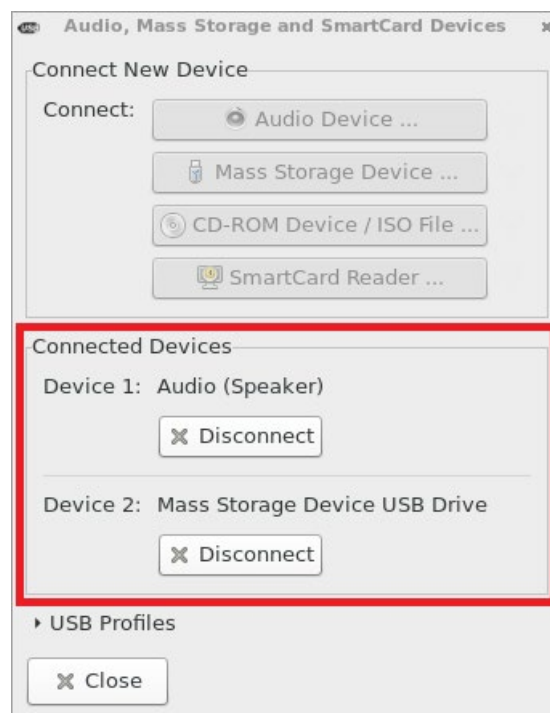 USB Audio, Mass Storage and SmartCard Devices
Connect New Device
Connect: Audio Device ...
Mass Storage Device ...
CD-ROM Device / ISO File ...
SmartCard Reader ...
Connected Devices
Device 1: Audio (Speaker)
Disconnect
Device 2: Mass Storage Device USB Drive
Disconnect
USB Profiles
Close